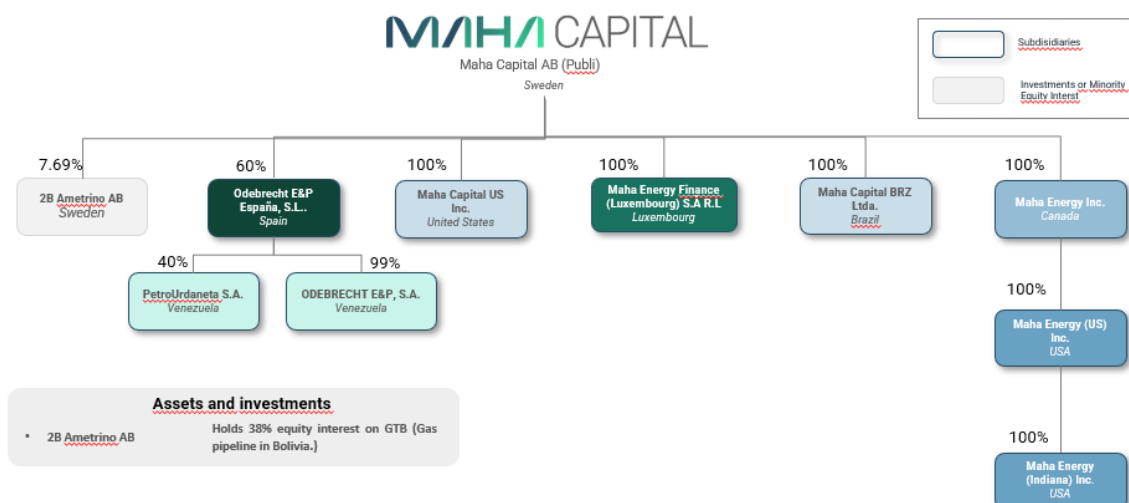 MAHA CAPITAL
Maha Capital AB (Publi)
Sweden
Subdisidiaries
Investments or Minority
Equity Interst
7.69%
60%
100%
100%
100%
100%
2B Ametrino AB
Sweden
Odebrecht E&P
España, S.L..
Spain
Maha Capital US
Inc.
United States
Maha Energy Finance
(Luxembourg) S.A R.L
Luxembourg
Maha Capital BRZ
Ltda.
Brazil
Maha Energy Inc.
Canada
40%
99%
PetroUrdaneta S.A.
Venezuela
ODEBRECHT E&P, S.A.
Venezuela
100%
Maha Energy (US)
Inc.
USA
Assets and investments
• 2B Ametrino AB
Holds 38% equity interest on GTB (Gas
pipeline in Bolivia.)
100%
Maha Energy
(Indiana) Inc.
USA